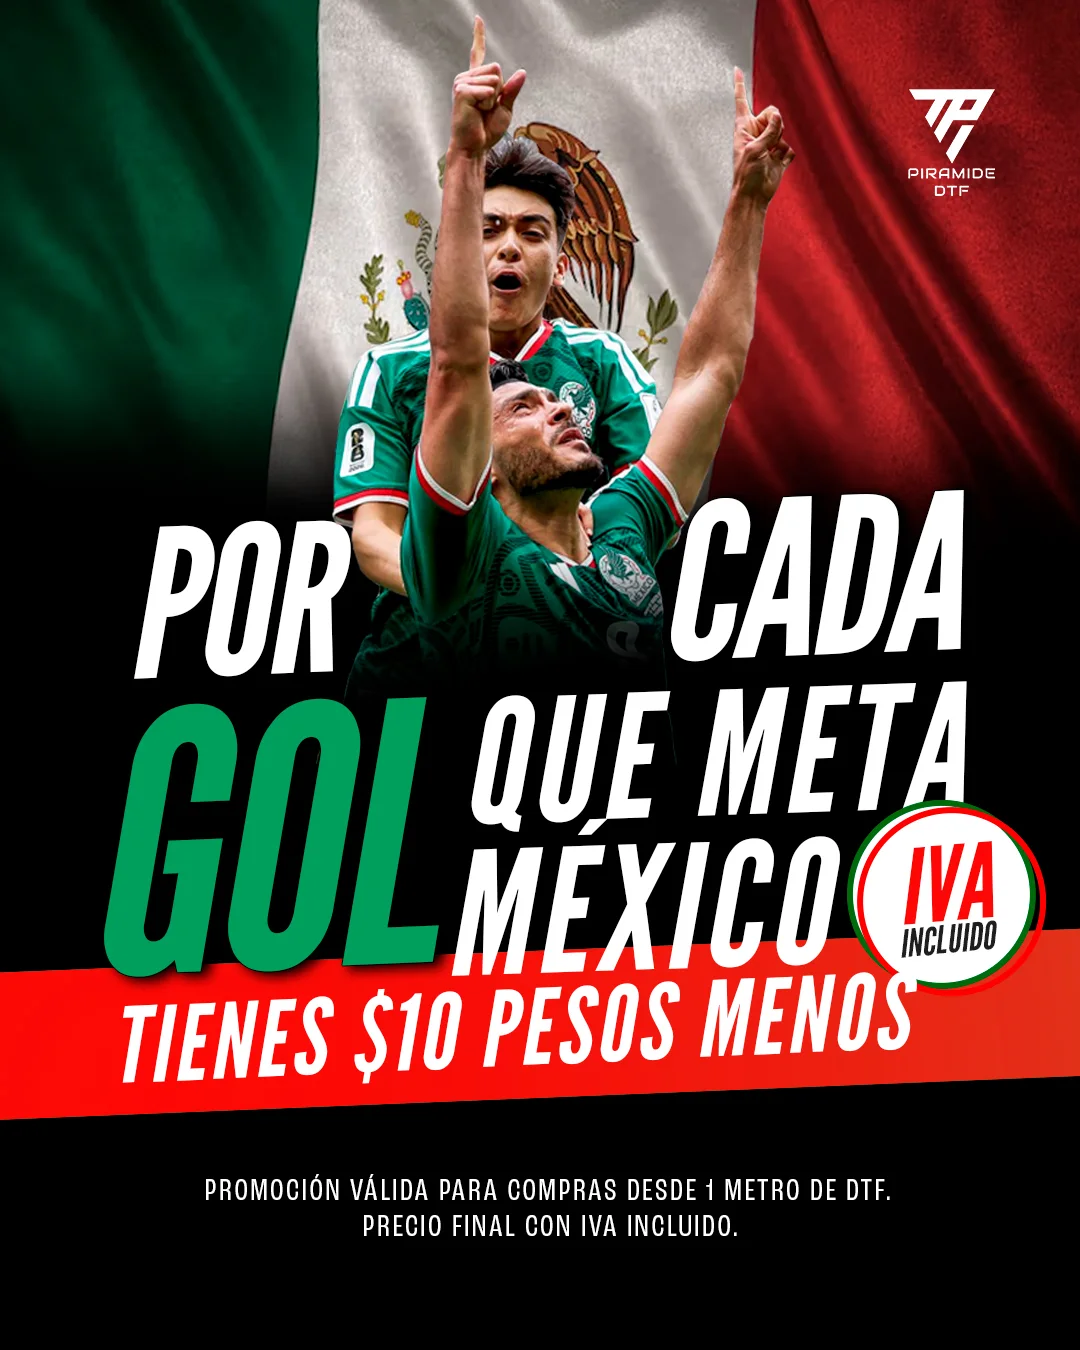 PIRAMIDE
DTF
POR CADA
GOL QUE META
MÉXICO
IVA
INCLUIDO
TIENES $10 PESOS MENOS
PROMOCIÓN VÁLIDA PARA COMPRAS DESDE 1 METRO DE DTF.
PRECIO FINAL CON IVA INCLUIDO.